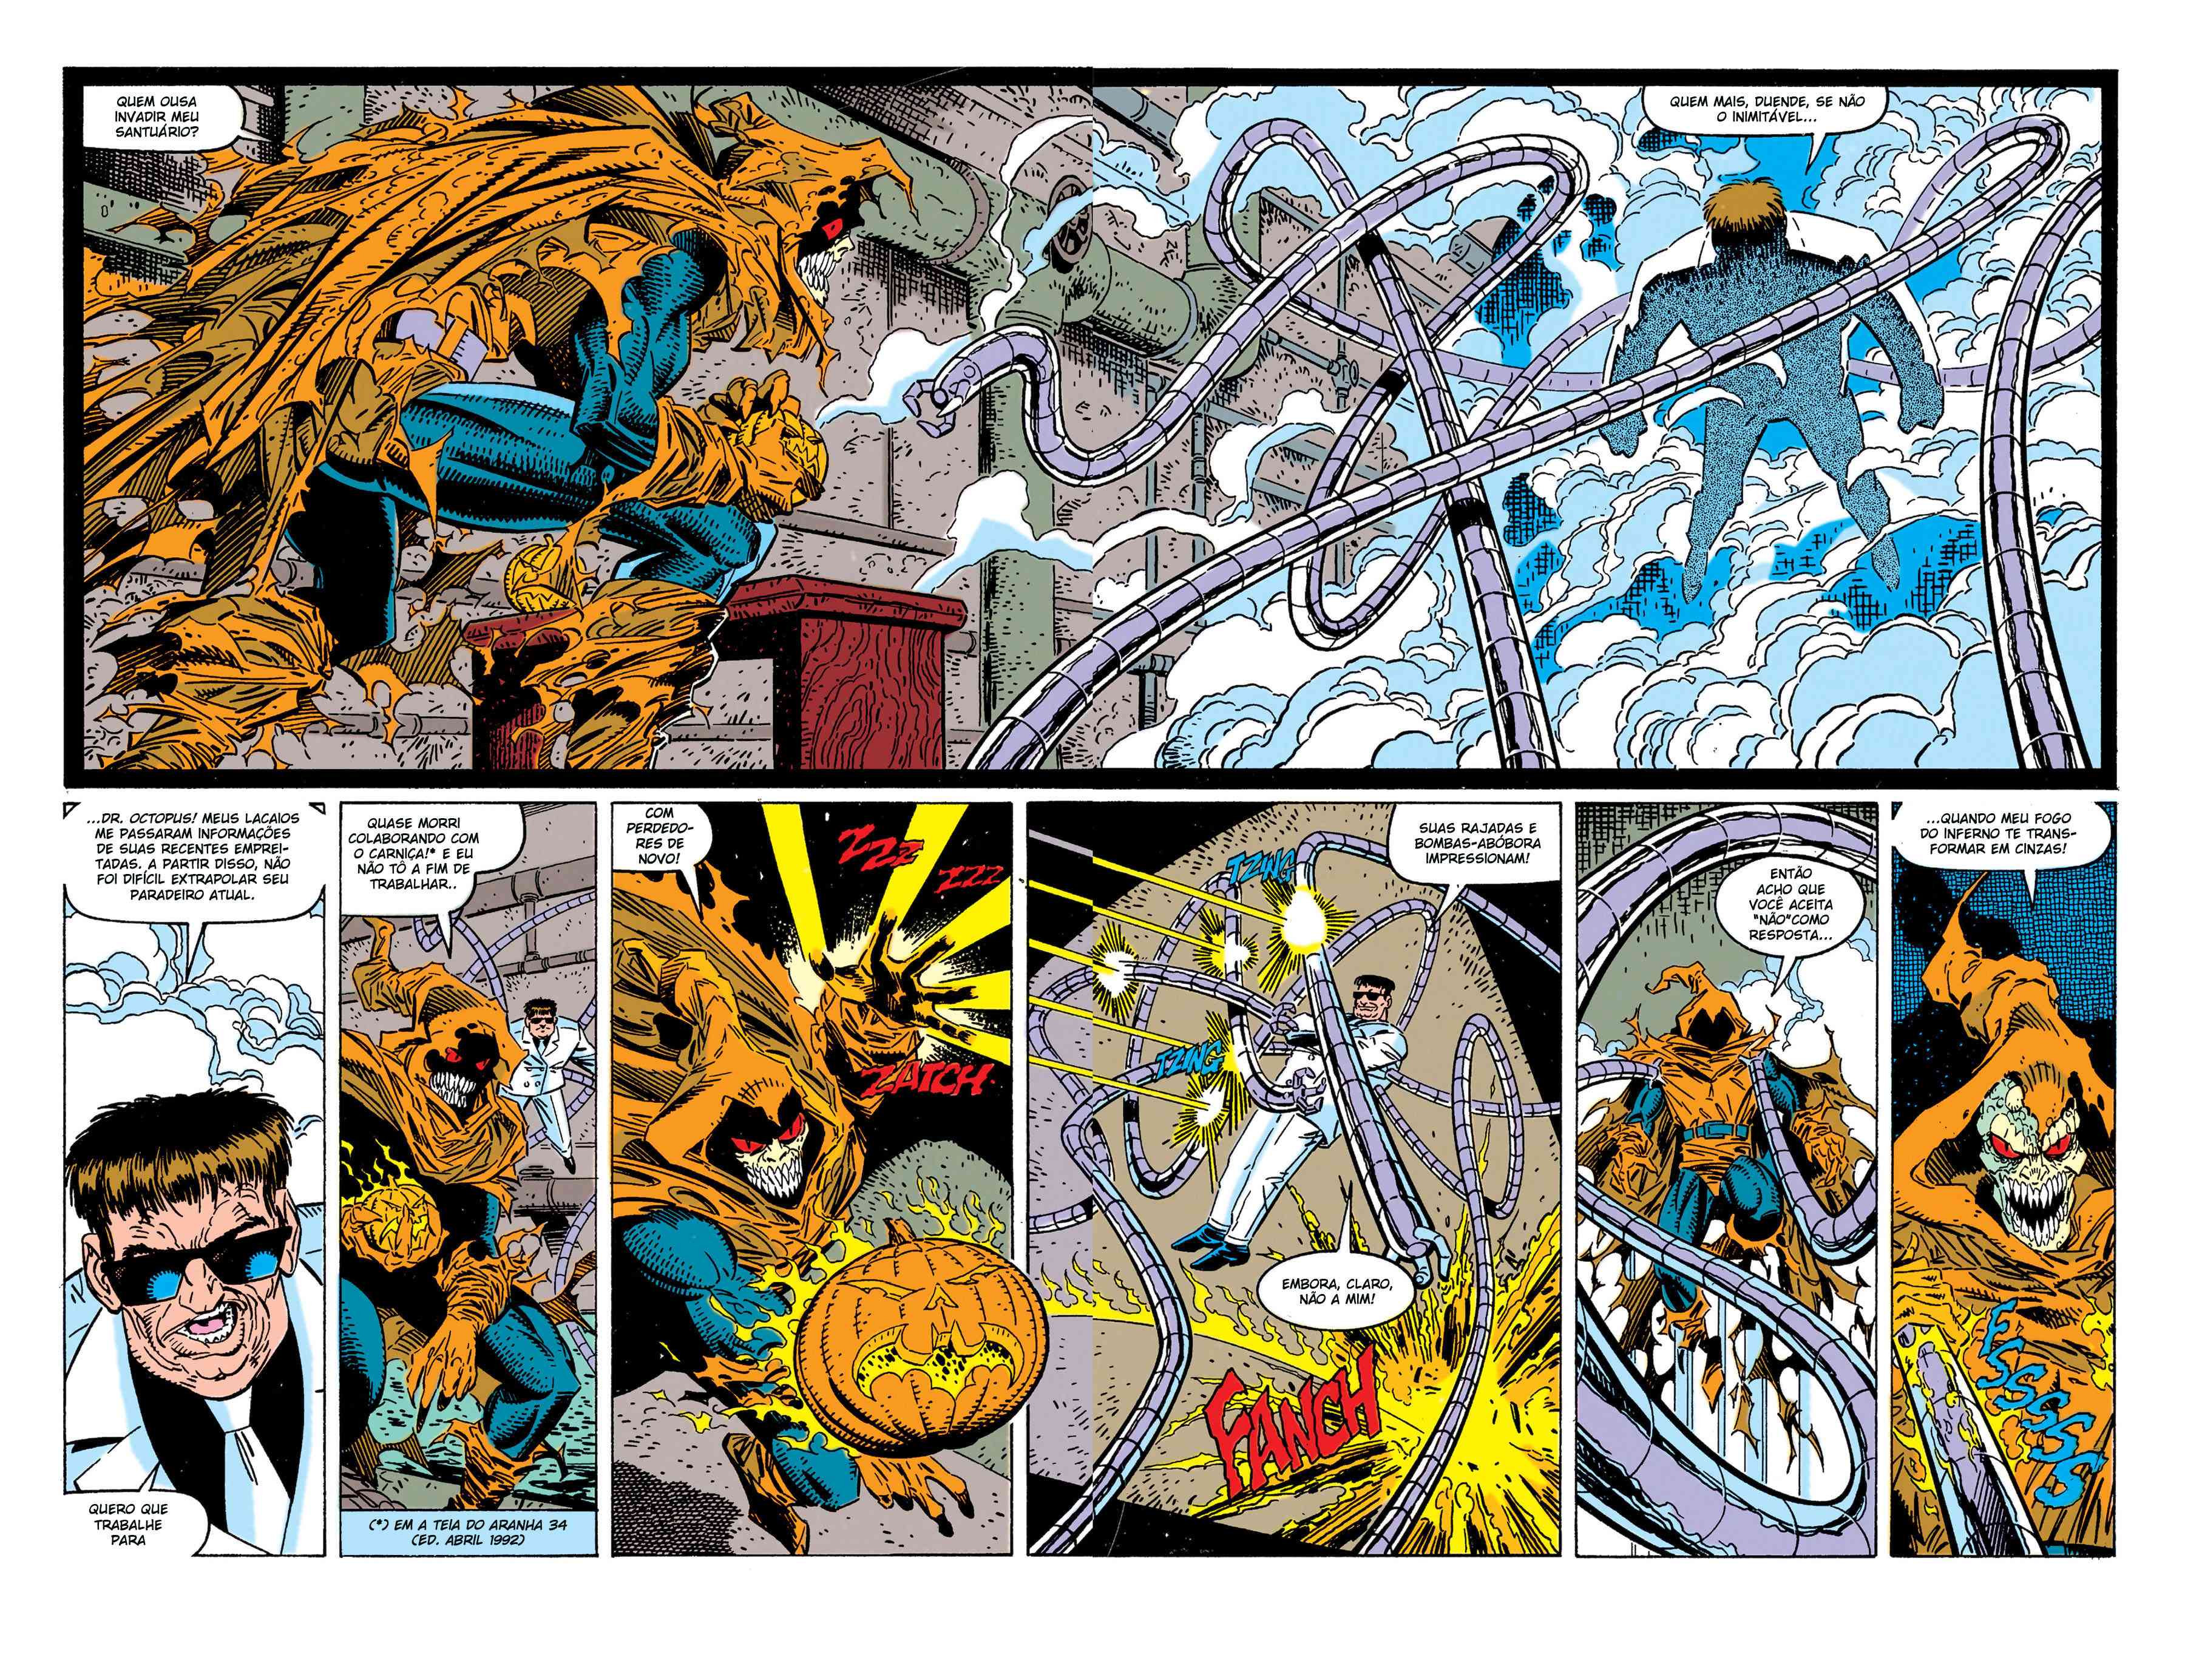 QUEM OUSA
INVADIR MEU
SANTUÁRIO?
QUEM MAIS, DUENDE, SE NÃO
O INIMITÁVEL...
...DR. OCTOPUS! MEUS LACAIOS
ME PASSARAM INFORMAÇÕES
DE SUAS RECENTES EMPREI-
TADAS. A PARTIR DISSO, NÃO
FOI DIFÍCIL EXTRAPOLAR SEU
PARADEIRO ATUAL.
QUERO QUE
TRABALHE
PARA
QUASE MORRI
COLABORANDO COM
O CARNIÇA!* E EU
NÃO TÔ A FIM DE
TRABALHAR..
(*) EM A TEIA DO ARANHA 34
(ED. ABRIL 1992)
COM
PERDEDO-
RES DE
NOVO!
ZZZ
ZZZ
ZATCH
SUAS RAJADAS E
BOMBAS-ABÓBORA
IMPRESSIONAM!
TZING
TZING
EMBORA, CLARO,
NÃO A MIM!
FANCH
ENTÃO
ACHO QUE
VOCÊ ACEITA
"NÃO"COMO
RESPOSTA...
...QUANDO MEU FOGO
DO INFERNO TE TRANS-
FORMAR EM CINZAS!
FSSSSSS